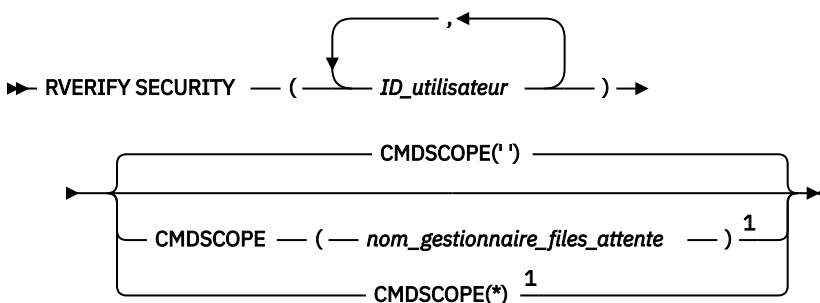 ,
RVERIFY SECURITY ( ID_utilisateur )
CMDSCOPE(' ')
CMDSCOPE ( nom_gestionnaire_files_attente ) 1
CMDSCOPE(*) 1